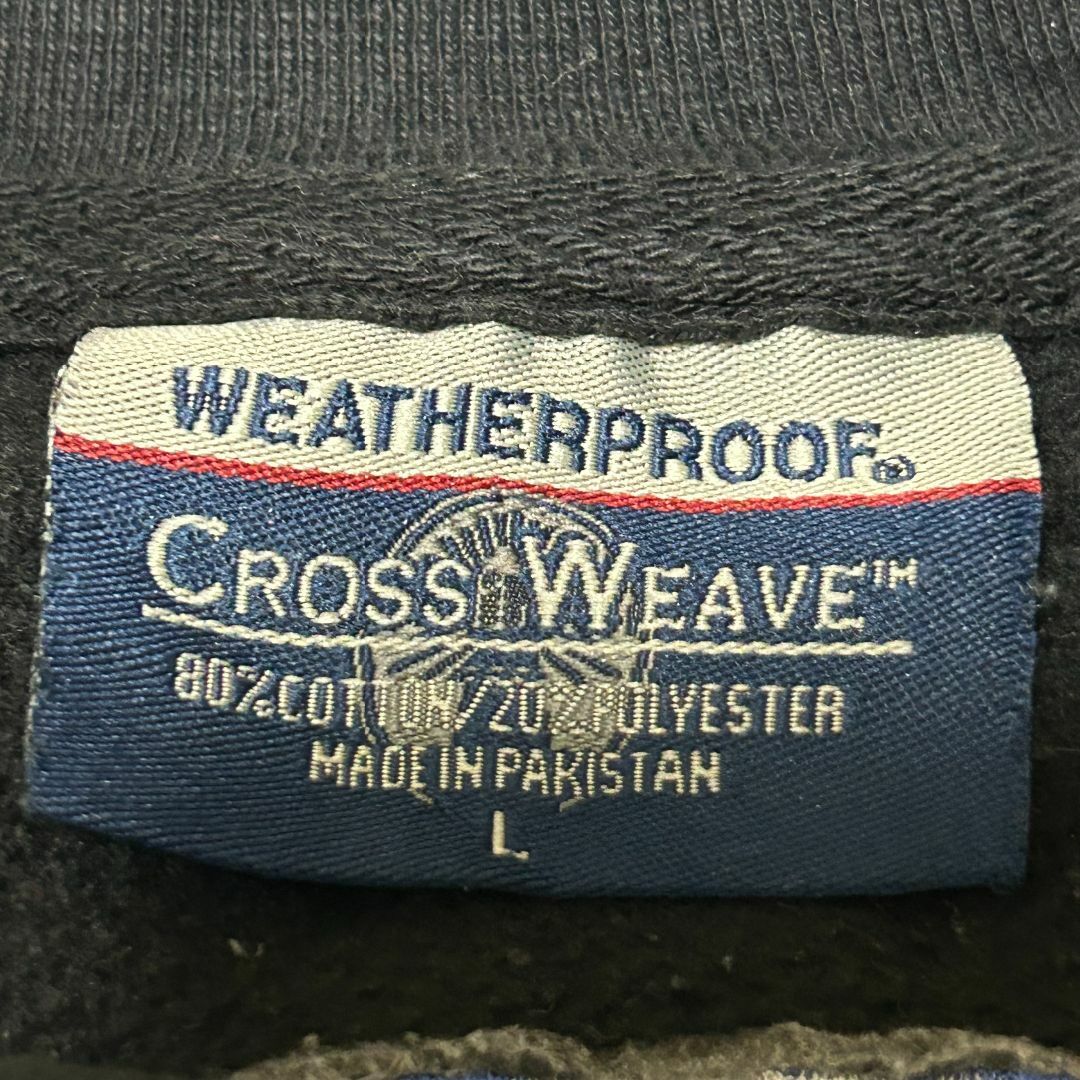 WEATHERPROOF®
CROSS WEAVE™
80%COTTON/20%POLYESTER
MADE IN PAKISTAN
L